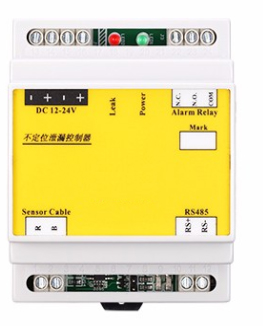 - + - +
DC 12-24V
Leak
Power
N.C.
N.O.
COM
Alarm Relay
Mark
不定位泄漏控制器
Sensor Cable
R
B
RS485
RS+
RS-